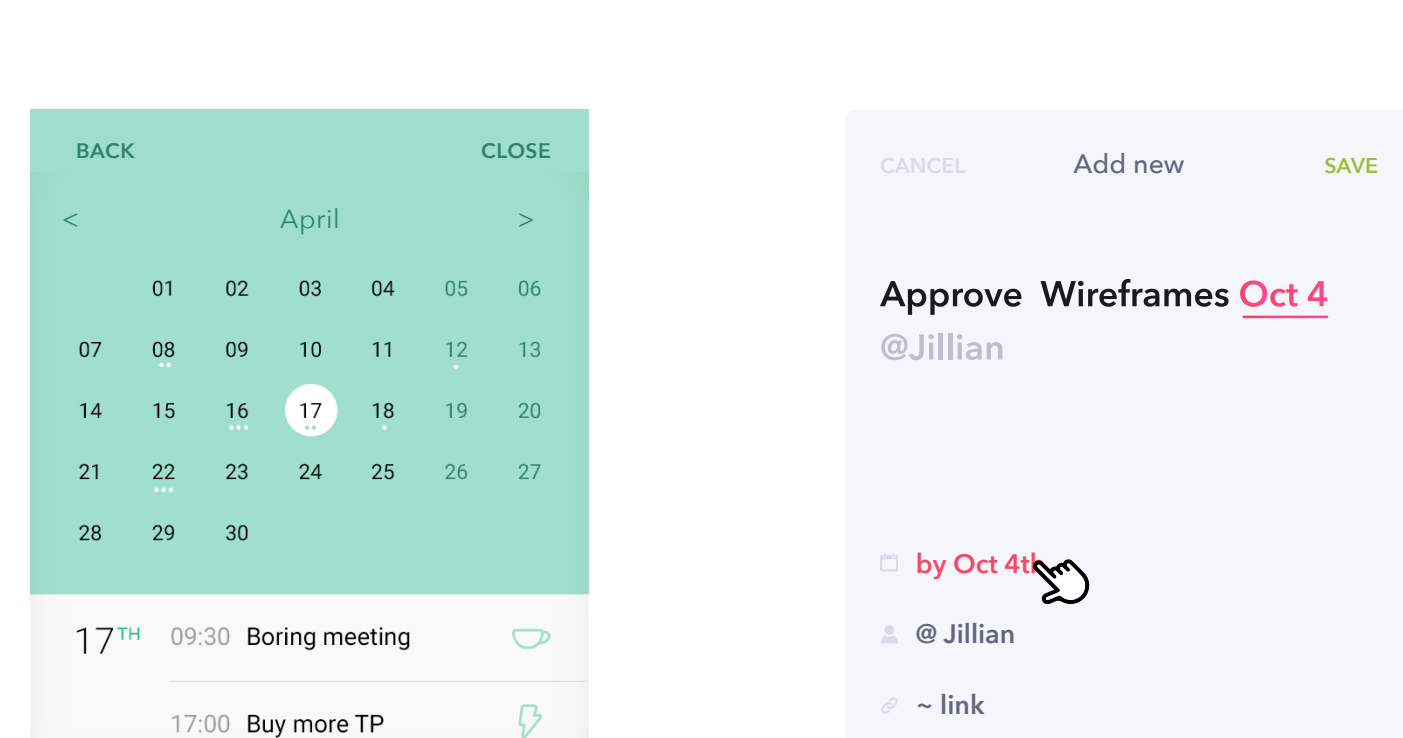 BACK CLOSE
< April >
01 02 03 04 05 06
07 08 09 10 11 12 13
14 15 16 17 18 19 20
21 22 23 24 25 26 27
28 29 30
17TH 09:30 Boring meeting
17:00 Buy more TP
CANCEL Add new SAVE
Approve Wireframes Oct 4
@Jillian
by Oct 4th
@ Jillian
~ link